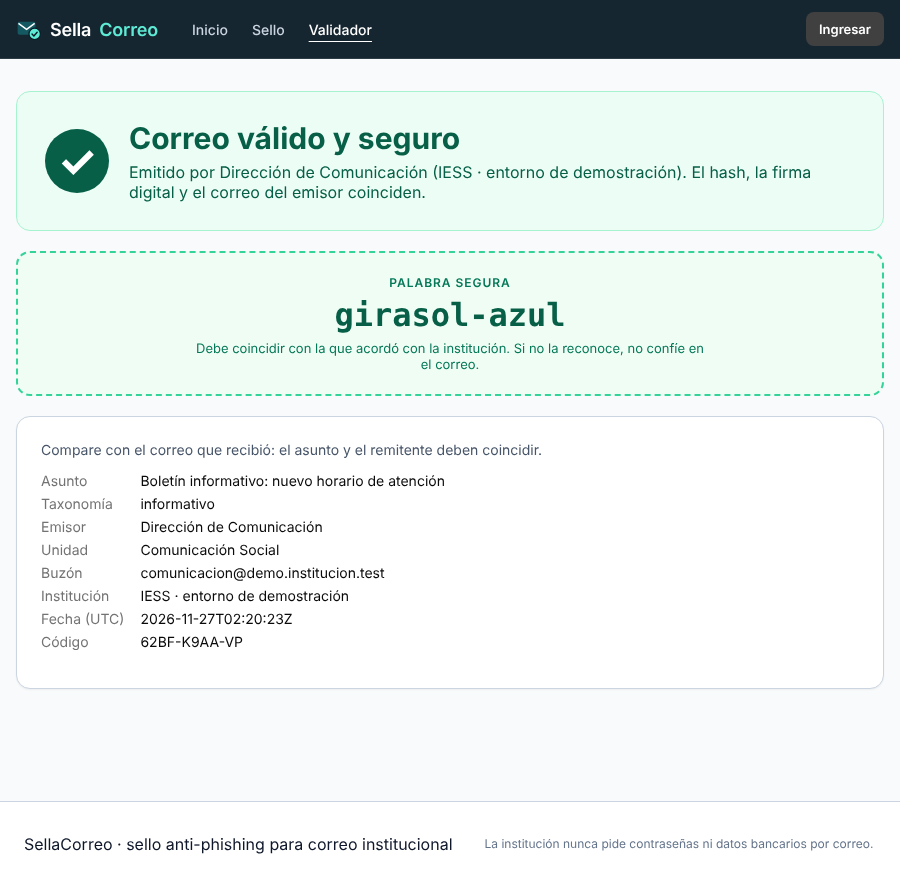 Sella Correo
Inicio
Sello
Validador
Ingresar
Correo válido y seguro
Emitido por Dirección de Comunicación (IESS · entorno de demostración). El hash, la firma
digital y el correo del emisor coinciden.
PALABRA SEGURA
girasol-azul
Debe coincidir con la que acordó con la institución. Si no la reconoce, no confíe en
el correo.
Compare con el correo que recibió: el asunto y el remitente deben coincidir.
Asunto Boletín informativo: nuevo horario de atención
Taxonomía informativo
Emisor Dirección de Comunicación
Unidad Comunicación Social
Buzón comunicacion@demo.institucion.test
Institución IESS · entorno de demostración
Fecha (UTC) 2026-11-27T02:20:23Z
Código 62BF-K9AA-VP
SellaCorreo · sello anti-phishing para correo institucional
La institución nunca pide contraseñas ni datos bancarios por correo.